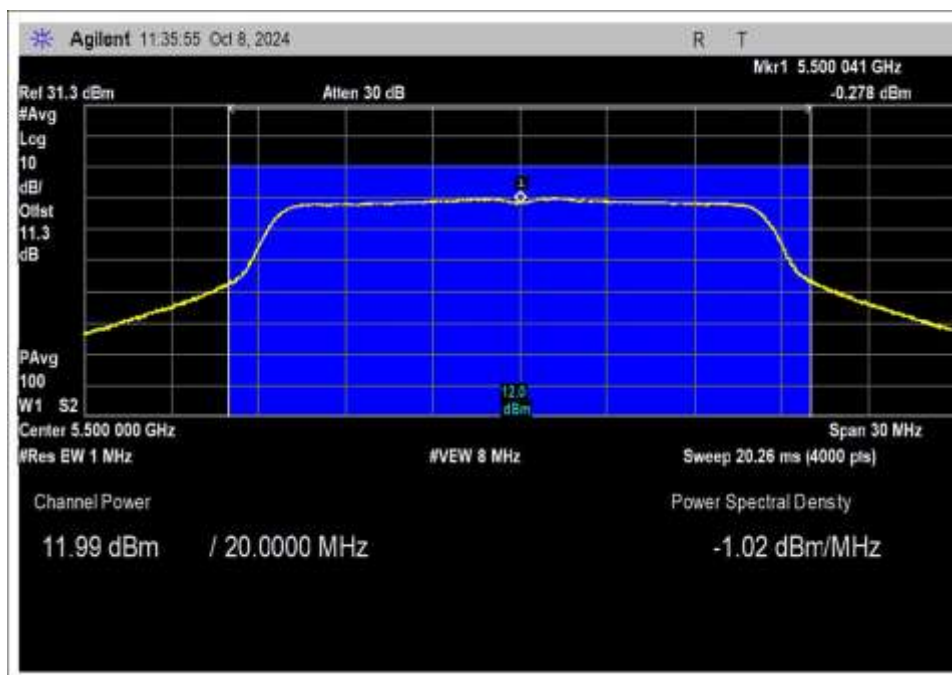 Agilent 11:35:55 Oct 8, 2024 R T
Mkr1 5.500 041 GHz
Ref 31.3 dBm Atten 30 dB -0.278 dBm
#Avg
Log
10
dB/
Offst
11.3
dB
1
PAvg
100
W1 S2
12.0
dBm
Center 5.500 000 GHz Span 30 MHz
#Res BW 1 MHz #VBW 8 MHz Sweep 20.26 ms (4000 pts)
Channel Power Power Spectral Density
11.99 dBm / 20.0000 MHz -1.02 dBm/MHz